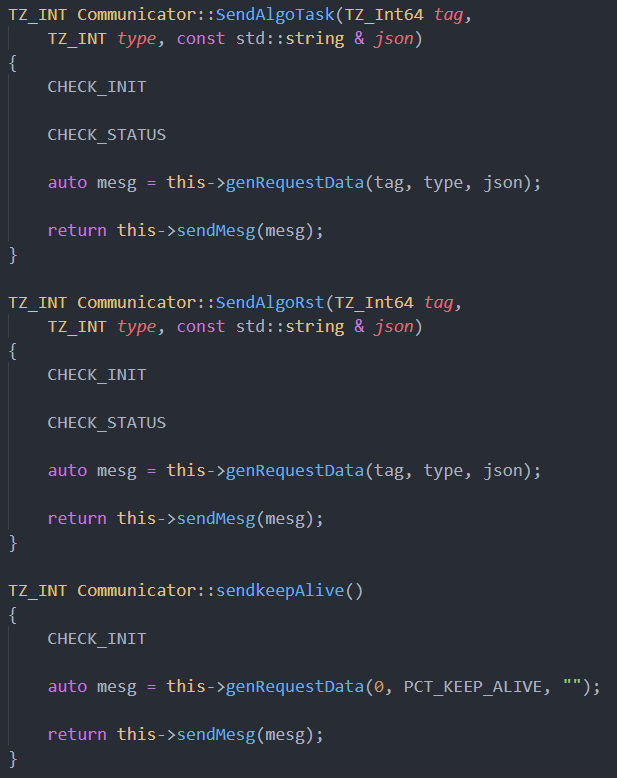 TZ_INT Communicator::SendAlgoTask(TZ_Int64 tag,
    TZ_INT type, const std::string & json)
{
    CHECK_INIT
    CHECK_STATUS
    auto mesg = this->genRequestData(tag, type, json);
    return this->sendMesg(mesg);
}
TZ_INT Communicator::SendAlgoRst(TZ_Int64 tag,
    TZ_INT type, const std::string & json)
{
    CHECK_INIT
    CHECK_STATUS
    auto mesg = this->genRequestData(tag, type, json);
    return this->sendMesg(mesg);
}
TZ_INT Communicator::sendkeepAlive()
{
    CHECK_INIT
    auto mesg = this->genRequestData(0, PCT_KEEP_ALIVE, "");
    return this->sendMesg(mesg);
}